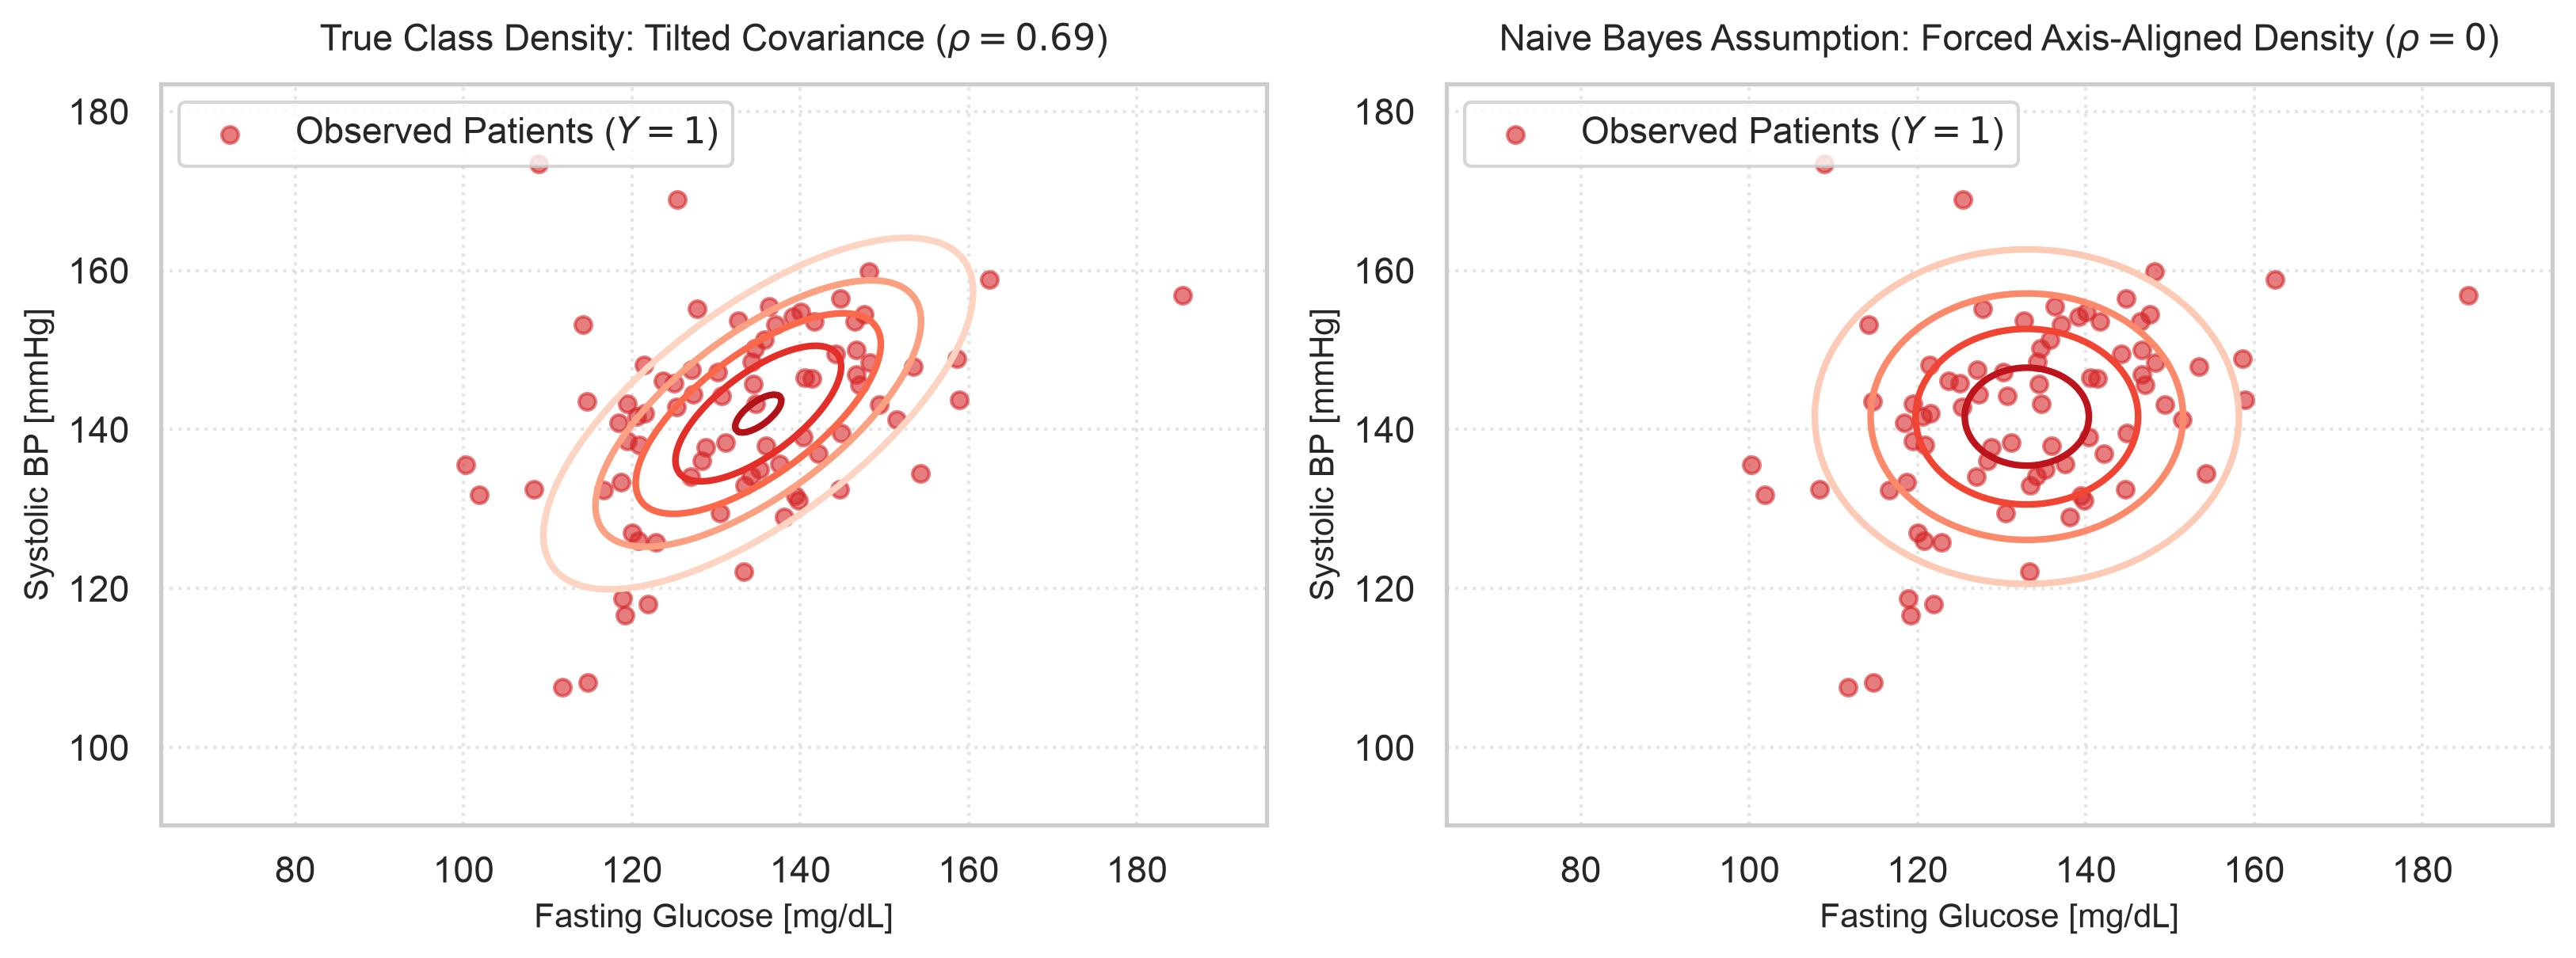 True Class Density: Tilted Covariance (ρ = 0.69)
Observed Patients (Y = 1)
180
160
140
120
100
Systolic BP [mmHg]
80 100 120 140 160 180
Fasting Glucose [mg/dL]
Naive Bayes Assumption: Forced Axis-Aligned Density (ρ = 0)
Observed Patients (Y = 1)
180
160
140
120
100
Systolic BP [mmHg]
80 100 120 140 160 180
Fasting Glucose [mg/dL]